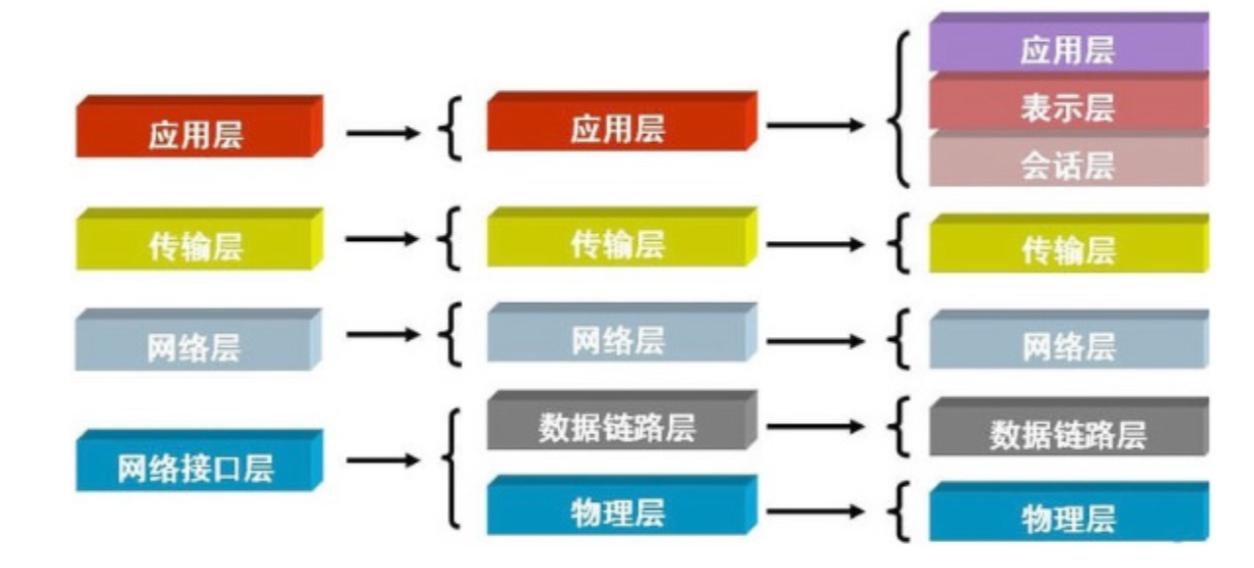 应用层
传输层
网络层
网络接口层
应用层
传输层
网络层
数据链路层
物理层
应用层
表示层
会话层
传输层
网络层
数据链路层
物理层